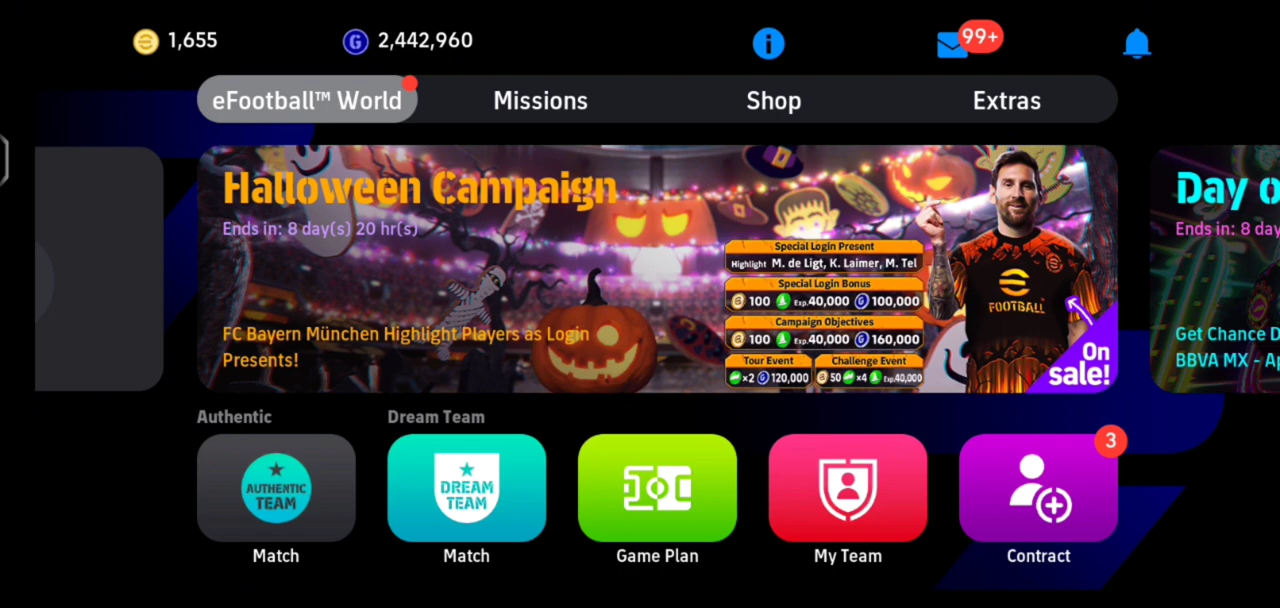 1,655
2,442,960
99+
eFootball™ World
Missions
Shop
Extras
Halloween Campaign
Ends in: 8 day(s) 20 hr(s)
FC Bayern München Highlight Players as Login
Presents!
Special Login Present
Highlight M. de Ligt, K. Laimer, M. Tel
Special Login Bonus
100 Exp.40,000 100,000
Campaign Objectives
100 Exp.40,000 160,000
Tour Event
×2 120,000
Challenge Event
50 ×4 Exp.40,000
FOOTBALL
On
sale!
Day o
Ends in: 8 day
Get Chance D
BBVA MX - Ap
Authentic
Dream Team
AUTHENTIC
TEAM
DREAM
TEAM
3
Match
Match
Game Plan
My Team
Contract